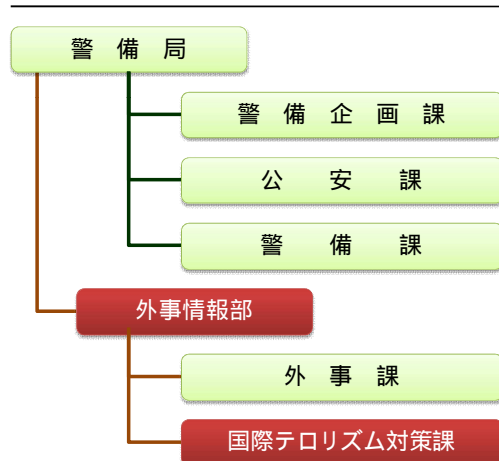 警備局
警備企画課
公安課
警備課
外事情報部
外事課
国際テロリズム対策課